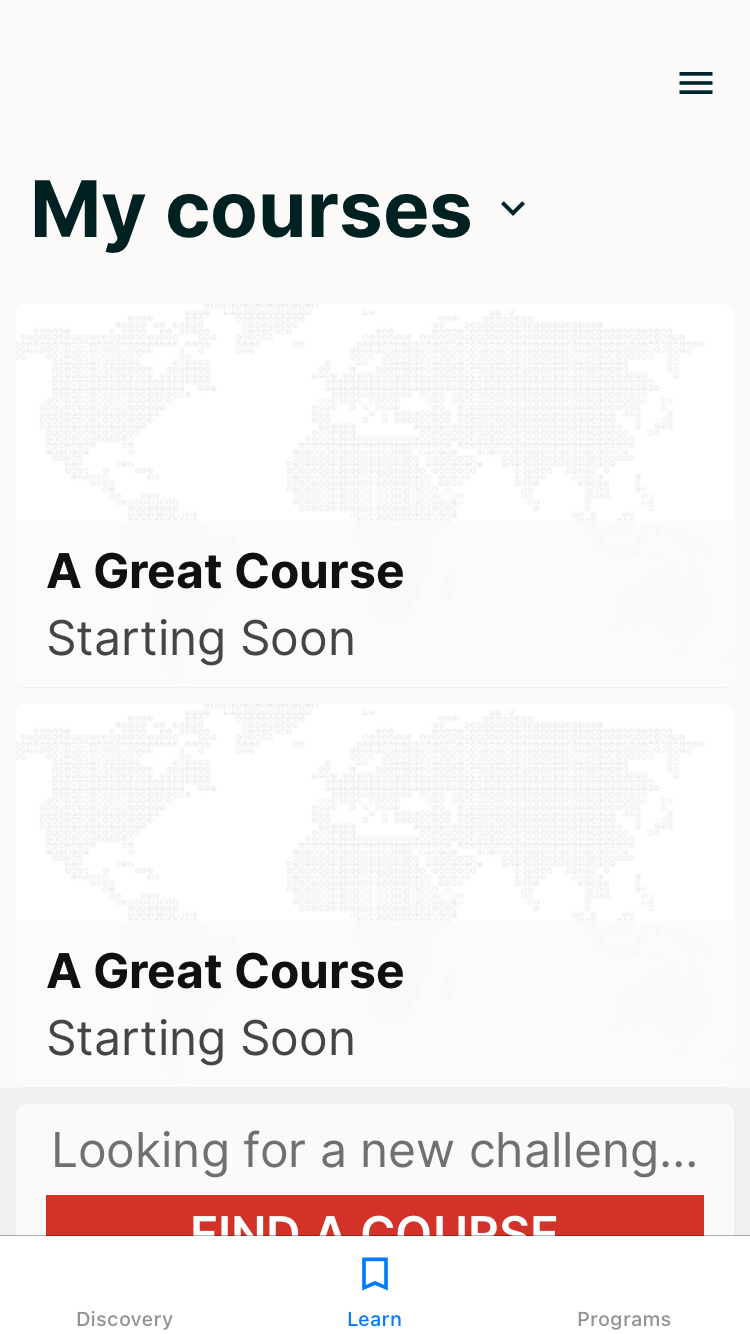 My courses
A Great Course
Starting Soon
A Great Course
Starting Soon
Looking for a new challeng...
FIND A COURSE
Discovery
Learn
Programs